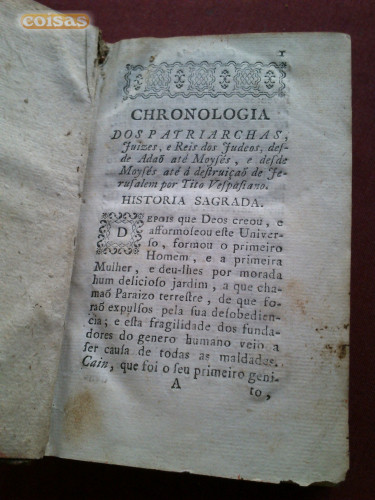 coisas
1
CHRONOLOGIA
DOS PATRIARCHAS,
Juizes, e Reis dos Judeos, des-
de Adaõ até Moysés, e desde
Moysés até á destruiçaõ de Je-
rusalem por Tito Vespasiano.
HISTORIA SAGRADA.
DEPOIS que Deos creou, e
afformoseou este Univer-
so, formou o primeiro
Homem, e a primeira
Mulher, e deu-lhes por morada
hum delicioso jardim, a que cha-
maõ Paraizo terrestre, de que fo-
raõ expulsos pela sua desobedien-
cia; e esta fragilidade dos funda-
dores do genero humano veio a
ser causa de todas as maldades.
Cain, que foi o seu primeiro geni-
A to,